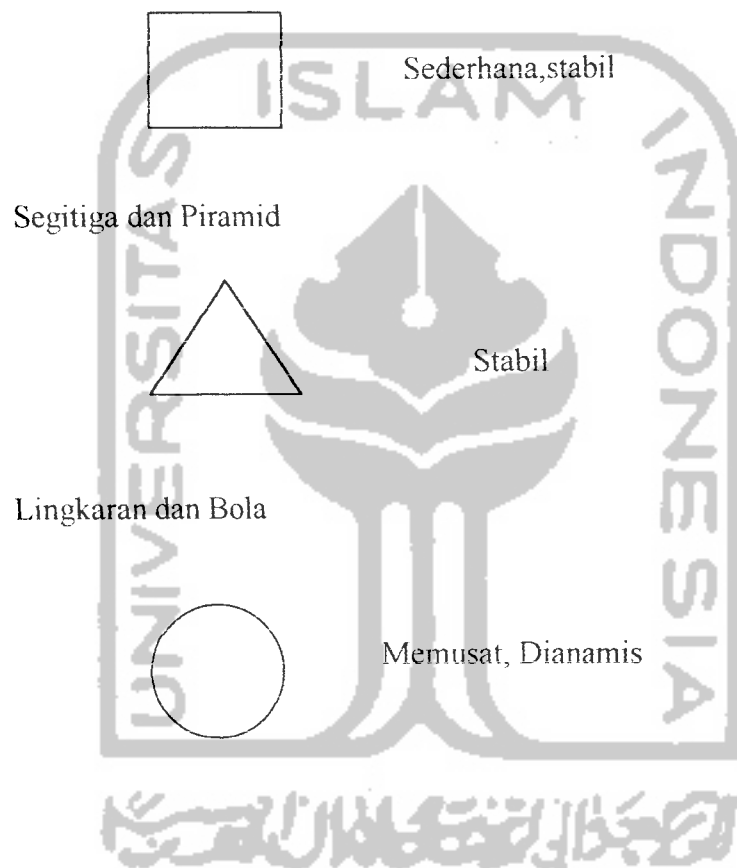 Sederhana,stabil
ISLAM
UNIVERSITAS
INDONESIA
Segitiga dan Piramid
Stabil
Lingkaran dan Bola
Memusat, Dianamis